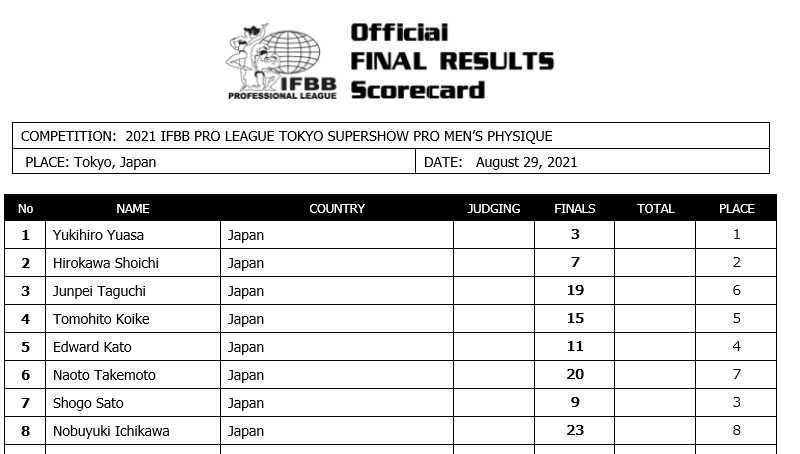 Official
FINAL RESULTS
Scorecard
IFBB
PROFESSIONAL LEAGUE
COMPETITION: 2021 IFBB PRO LEAGUE TOKYO SUPERSHOW PRO MEN'S PHYSIQUE
PLACE: Tokyo, Japan DATE: August 29, 2021
No NAME COUNTRY JUDGING FINALS TOTAL PLACE
1 Yukihiro Yuasa Japan 3 1
2 Hirokawa Shoichi Japan 7 2
3 Junpei Taguchi Japan 19 6
4 Tomohito Koike Japan 15 5
5 Edward Kato Japan 11 4
6 Naoto Takemoto Japan 20 7
7 Shogo Sato Japan 9 3
8 Nobuyuki Ichikawa Japan 23 8